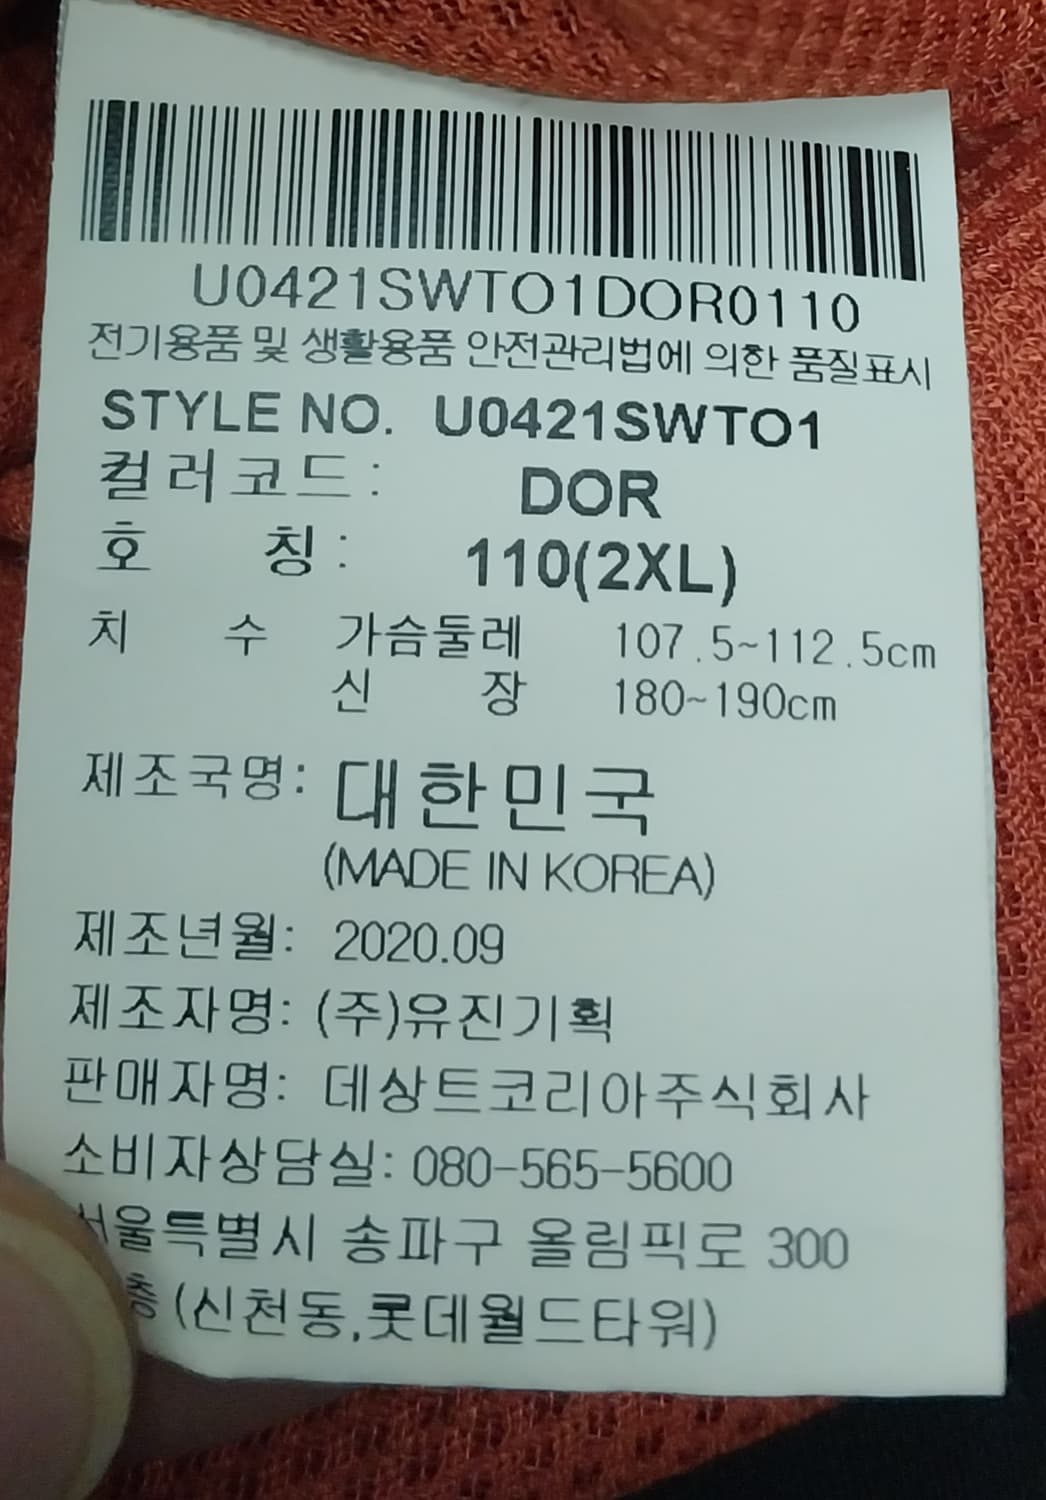 U0421SWTO1DOR0110
전기용품 및 생활용품 안전관리법에 의한 품질표시
STYLE NO. U0421SWTO1
컬러코드: DOR
호 칭: 110(2XL)
치 수 가슴둘레 107.5~112.5cm
신 장 180~190cm
제조국명: 대한민국
(MADE IN KOREA)
제조년월: 2020.09
제조자명: (주)유진기획
판매자명: 데상트코리아주식회사
소비자상담실: 080-565-5600
서울특별시 송파구 올림픽로 300
층 (신천동,롯데월드타워)